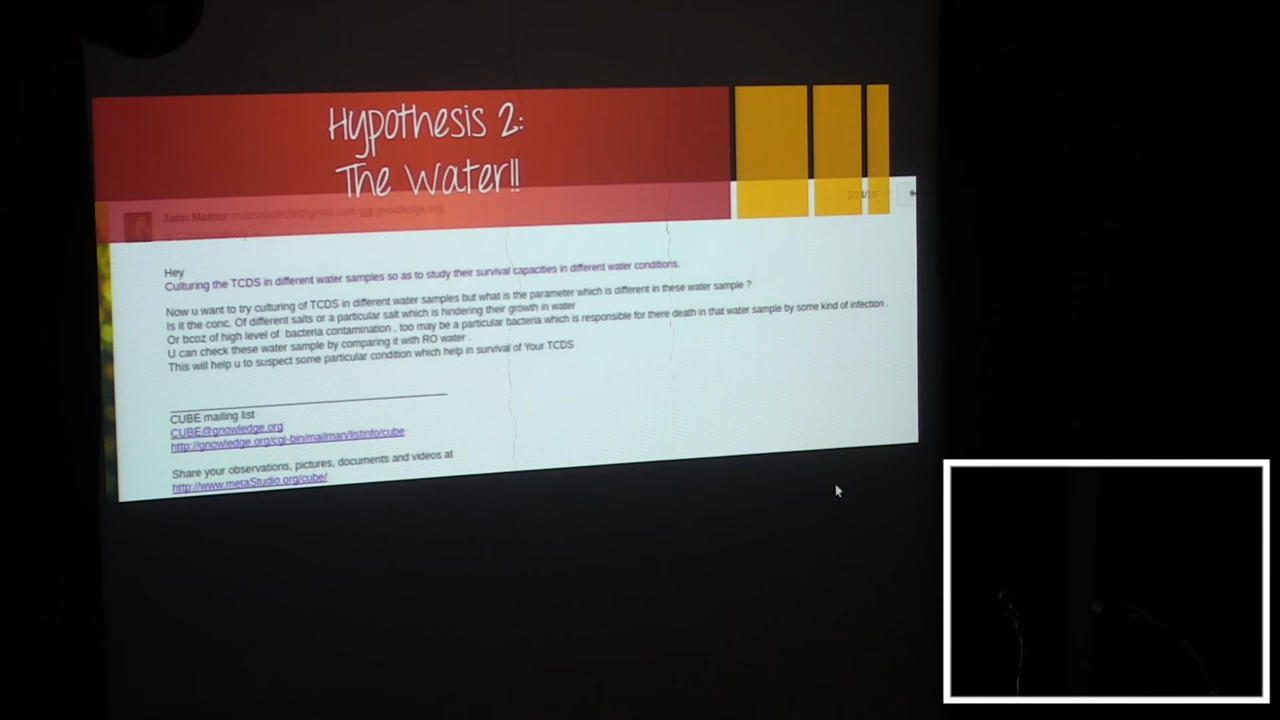 Hypothesis 2:
The Water!!
Jatin Mathur via gnowledge.org
Hey
Culturing the TCDS in different water samples so as to study their survival capacities in different water conditions.
Now u want to try culturing of TCDS in different water samples but what is the parameter which is different in these water sample ?
Is it the conc. Of different salts or a particular salt which is hindering their growth in water
Or bcoz of high level of bacteria contamination , too may be a particular bacteria which is responsible for there death in that water sample by some kind of infection .
U can check these water sample by comparing it with RO water .
This will help u to suspect some particular condition which help in survival of Your TCDS
CUBE mailing list
CUBE@gnowledge.org
http://gnowledge.org/cgi-bin/mailman/listinfo/cube
Share your observations, pictures, documents and videos at
http://www.metaStudio.org/cube/